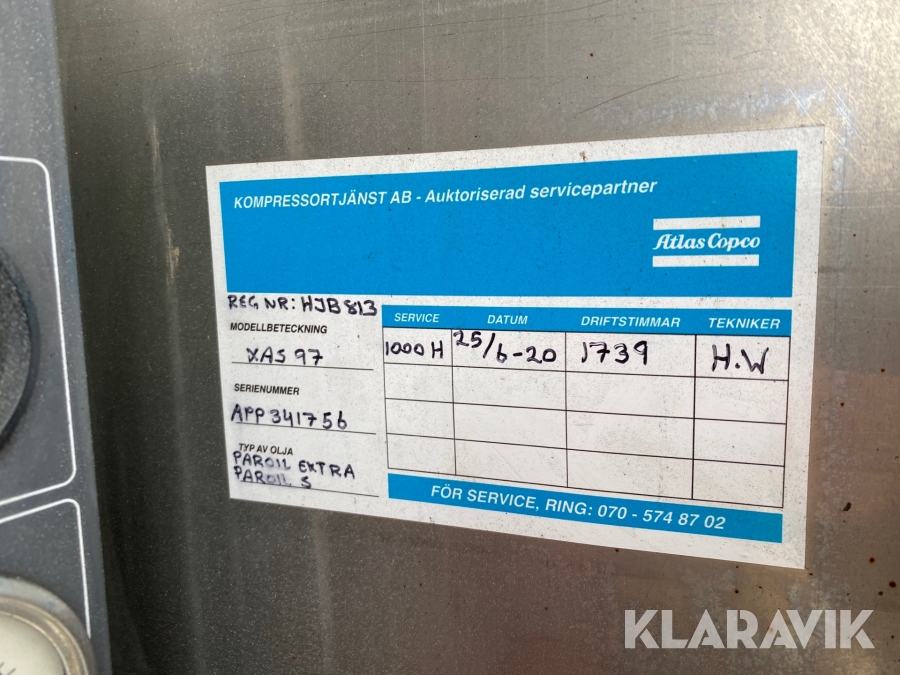 KOMPRESSORTJÄNST AB - Auktoriserad servicepartner
Atlas Copco
REG NR: HJB813
MODELLBETECKNING
XAS 97
SERIENUMMER
APP341756
TYP AV OLJA
PAROIL EXTRA
PAROIL S
SERVICE DATUM DRIFTSTIMMAR TEKNIKER
1000H 25/6-20 1739 H.W
FÖR SERVICE, RING: 070 - 574 87 02
KLARAVIK